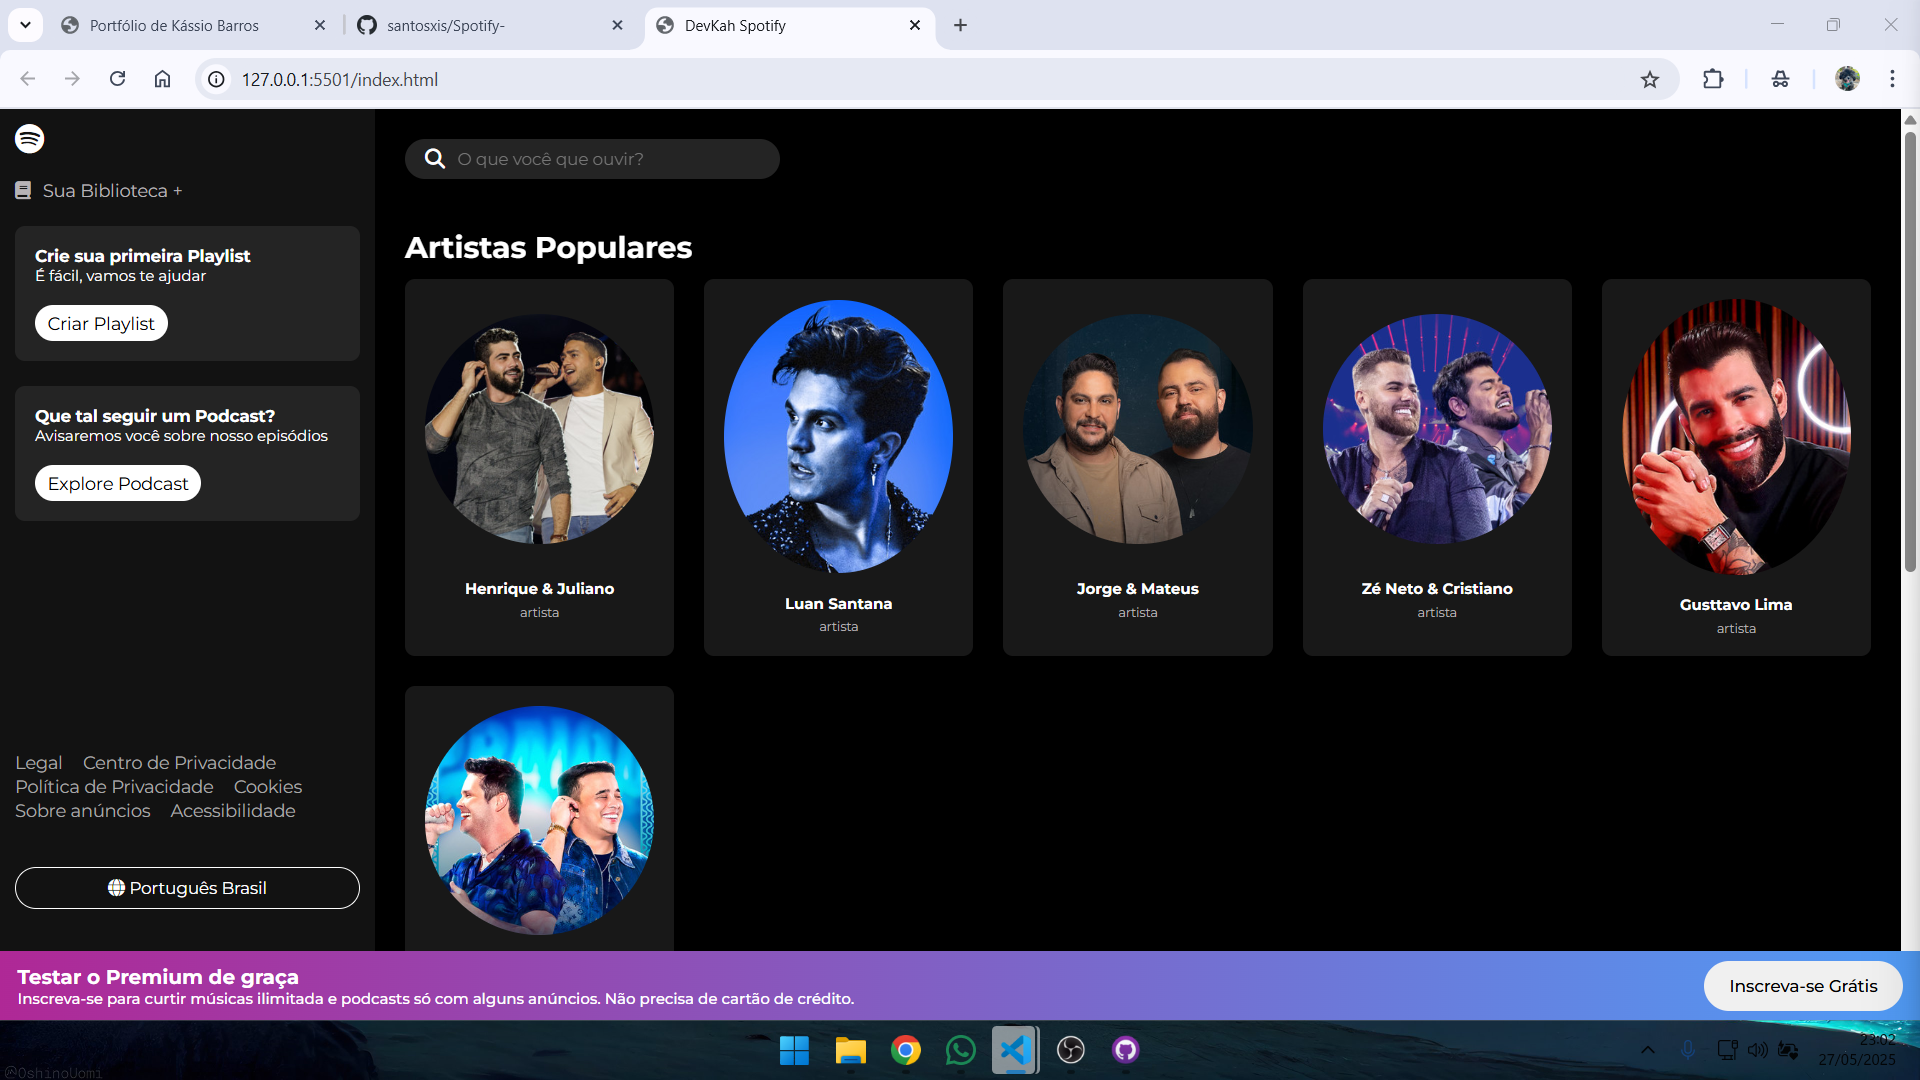 Portfólio de Kássio Barros
santosxis/Spotify-
DevKah Spotify
127.0.0.1:5501/index.html
Sua Biblioteca +
Crie sua primeira Playlist
É fácil, vamos te ajudar
Criar Playlist
Que tal seguir um Podcast?
Avisaremos você sobre nosso episódios
Explore Podcast
Legal Centro de Privacidade
Política de Privacidade Cookies
Sobre anúncios Acessibilidade
Português Brasil
O que você que ouvir?
Artistas Populares
Henrique & Juliano
artista
Luan Santana
artista
Jorge & Mateus
artista
Zé Neto & Cristiano
artista
Gusttavo Lima
artista
Testar o Premium de graça
Inscreva-se para curtir músicas ilimitada e podcasts só com alguns anúncios. Não precisa de cartão de crédito.
Inscreva-se Grátis
23:02
27/05/2025
@OshinoUomi